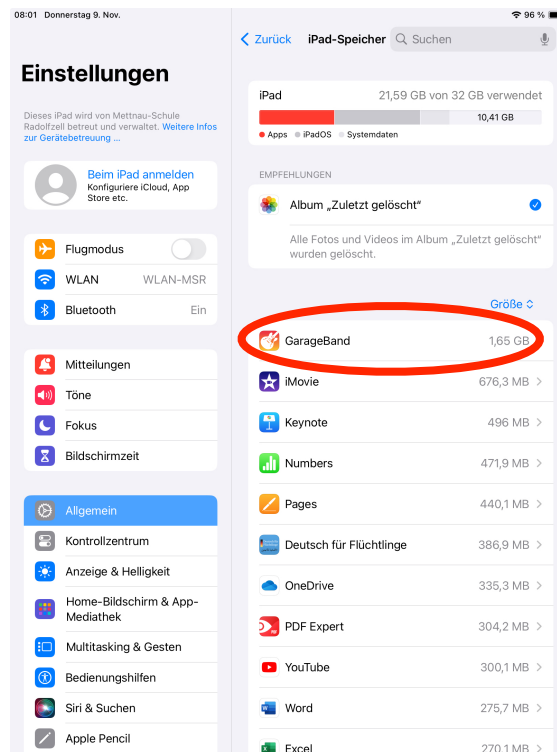 08:01 Donnerstag 9. Nov.
96 %
Einstellungen
Dieses iPad wird von Mettnau-Schule
Radolfzell betreut und verwaltet. Weitere Infos
zur Gerätebetreuung ...
Beim iPad anmelden
Konfiguriere iCloud, App
Store etc.
Flugmodus
WLAN WLAN-MSR
Bluetooth Ein
Mitteilungen
Töne
Fokus
Bildschirmzeit
Allgemein
Kontrollzentrum
Anzeige & Helligkeit
Home-Bildschirm & App-
Mediathek
Multitasking & Gesten
Bedienungshilfen
Siri & Suchen
Apple Pencil
Zurück iPad-Speicher Suchen
iPad 21,59 GB von 32 GB verwendet
10,41 GB
Apps iPadOS Systemdaten
EMPFEHLUNGEN
Album „Zuletzt gelöscht“
Alle Fotos und Videos im Album „Zuletzt gelöscht“
wurden gelöscht.
Größe
GarageBand 1,65 GB
iMovie 676,3 MB
Keynote 496 MB
Numbers 471,9 MB
Pages 440,1 MB
Deutsch für Flüchtlinge 386,9 MB
OneDrive 335,3 MB
PDF Expert 304,2 MB
YouTube 300,1 MB
Word 275,7 MB
Excel 270,1 MB